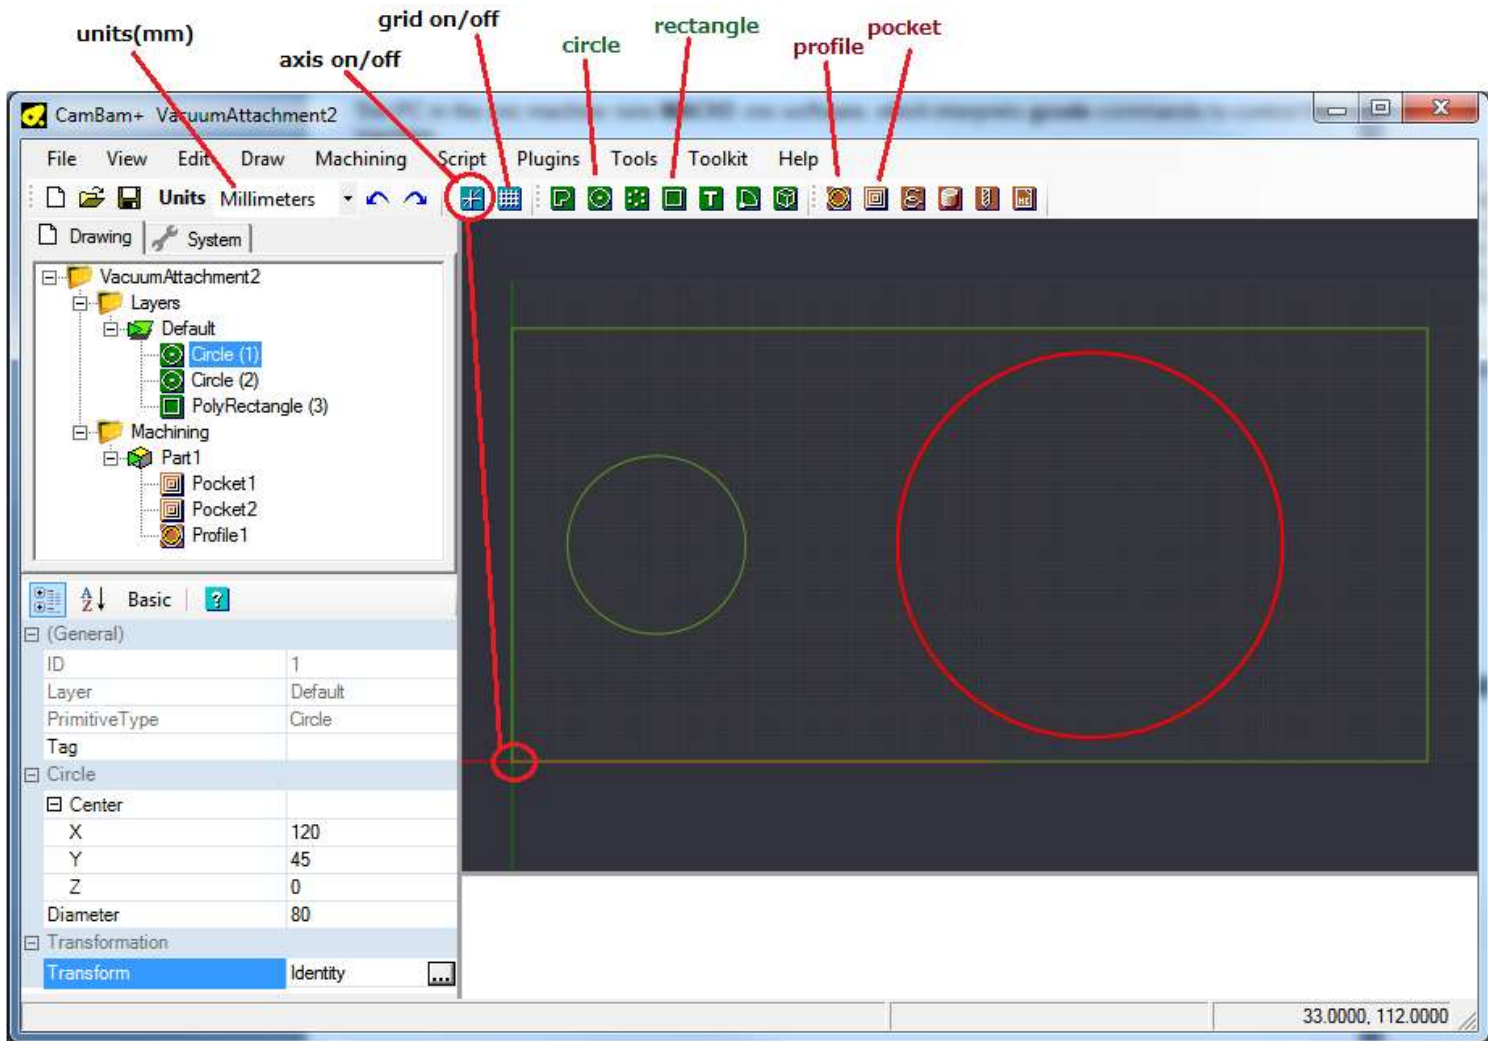 units(mm)
grid on/off
axis on/off
circle
rectangle
profile
pocket
CamBam+ VacuumAttachment2
File View Edit Draw Machining Script Plugins Tools Toolkit Help
Units Millimeters
Drawing System
VacuumAttachment2
Layers
Default
Circle (1)
Circle (2)
PolyRectangle (3)
Machining
Part1
Pocket1
Pocket2
Profile1
Basic
(General)
ID 1
Layer Default
PrimitiveType Circle
Tag
Circle
Center
X 120
Y 45
Z 0
Diameter 80
Transformation
Transform Identity ...
33.0000, 112.0000